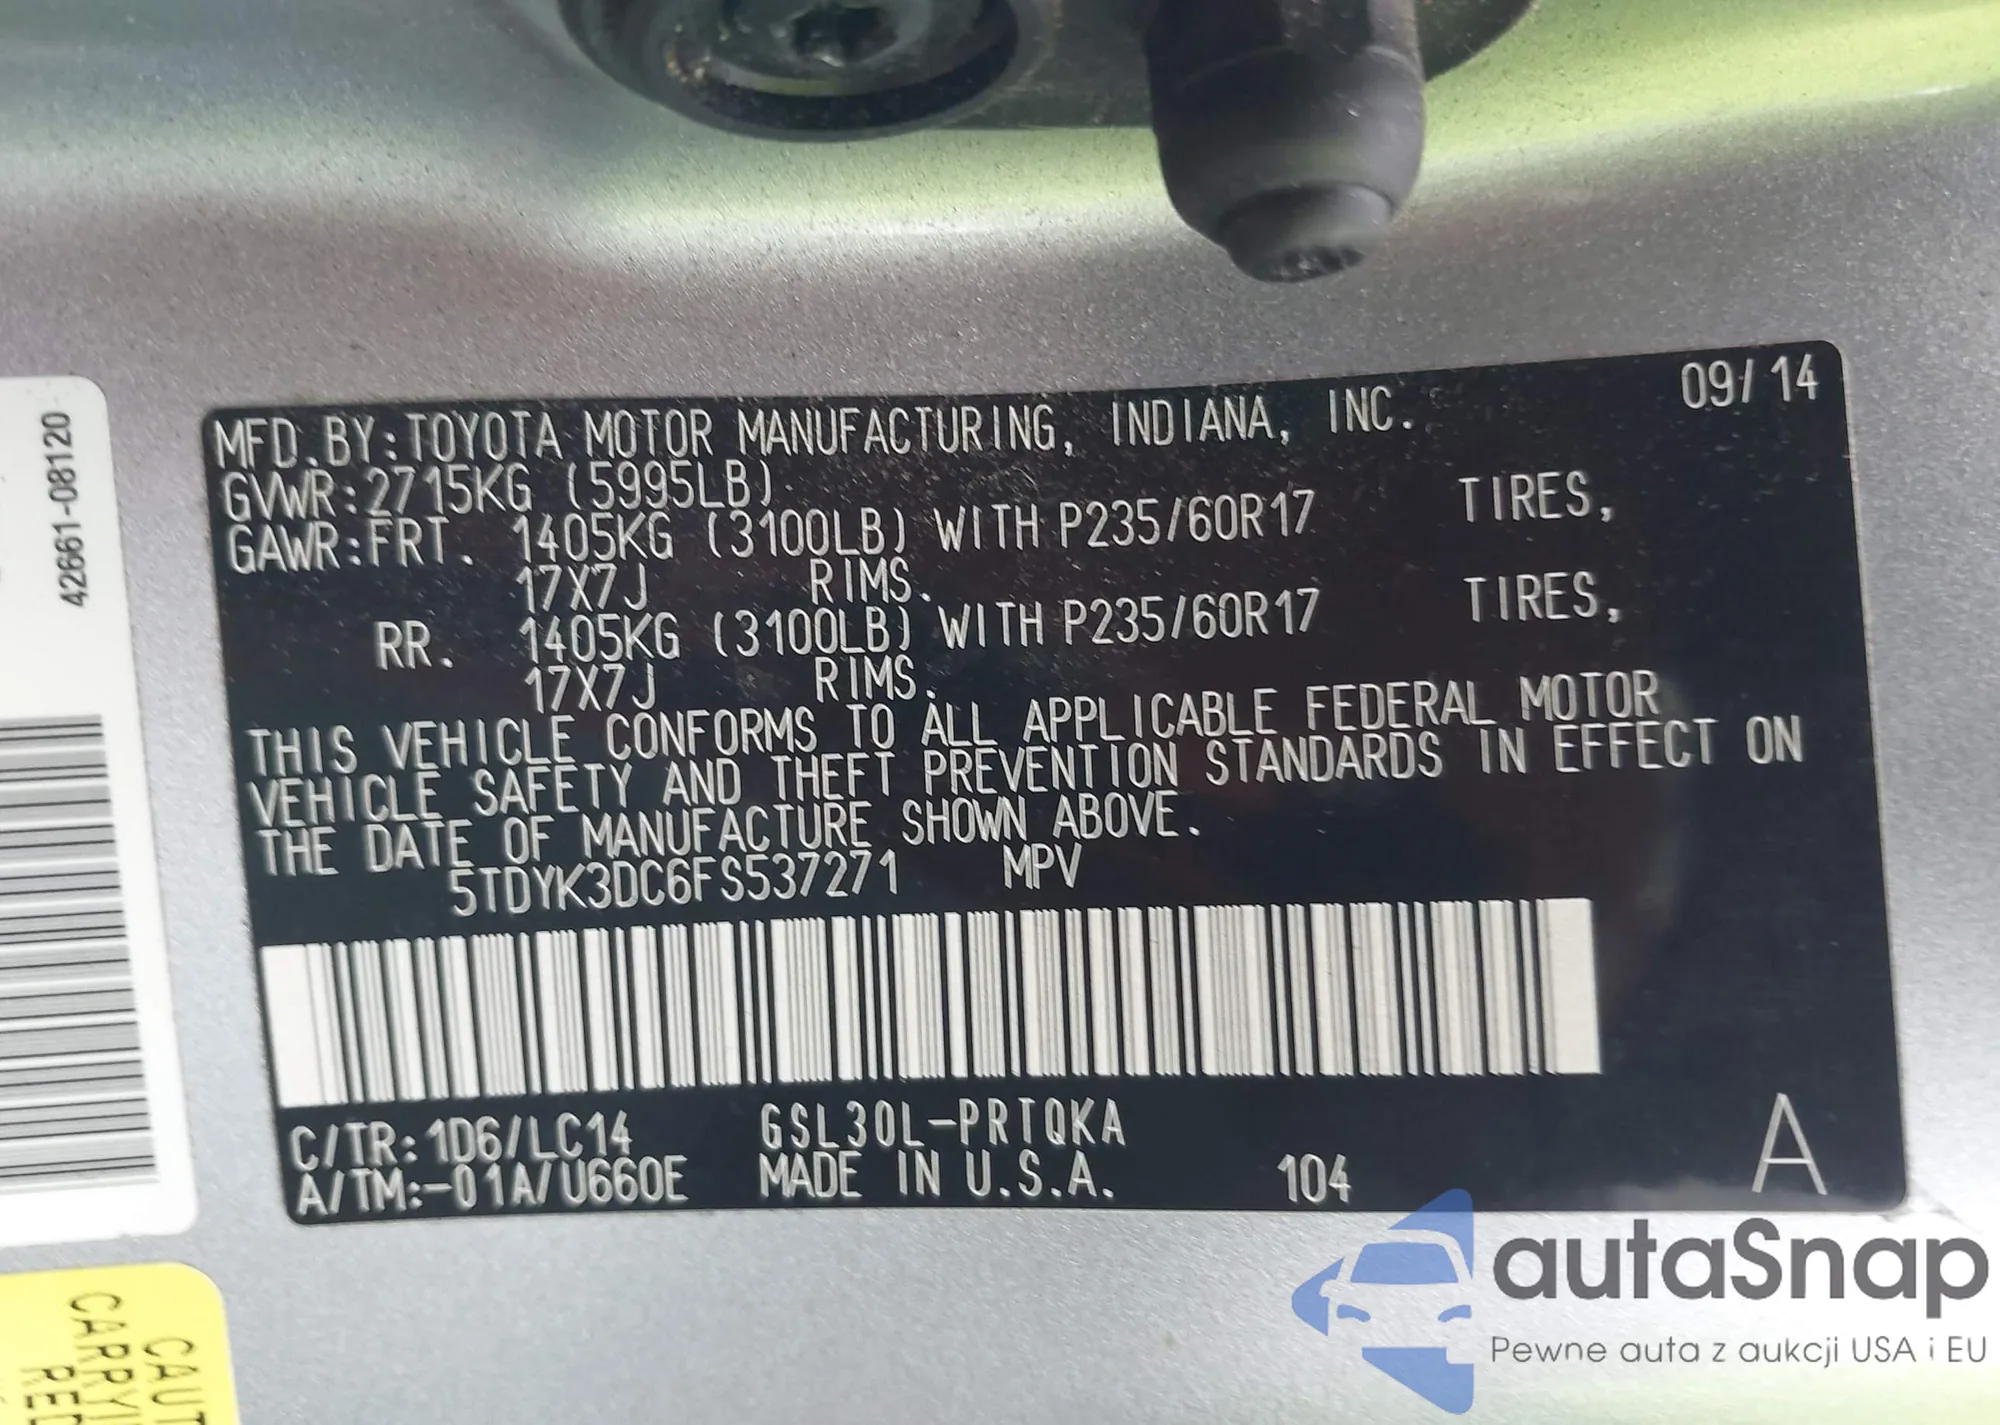 42661-08120
09/14
MFD.BY:TOYOTA MOTOR MANUFACTURING, INDIANA, INC.
GVWR:2715KG (5995LB)
GAWR:FRT. 1405KG (3100LB) WITH P235/60R17 TIRES,
17X7J RIMS.
RR. 1405KG (3100LB) WITH P235/60R17 TIRES,
17X7J RIMS.
THIS VEHICLE CONFORMS TO ALL APPLICABLE FEDERAL MOTOR
VEHICLE SAFETY AND THEFT PREVENTION STANDARDS IN EFFECT ON
THE DATE OF MANUFACTURE SHOWN ABOVE.
5TDYK3DC6FS537271 MPV
C/TR: 1D6/LC14 GSL30L-PRTQKA
A/TM:-01A/U660E MADE IN U.S.A. 104 A
CAUT
CARRYI
RED
autaSnap
Pewne auta z aukcji USA i EU